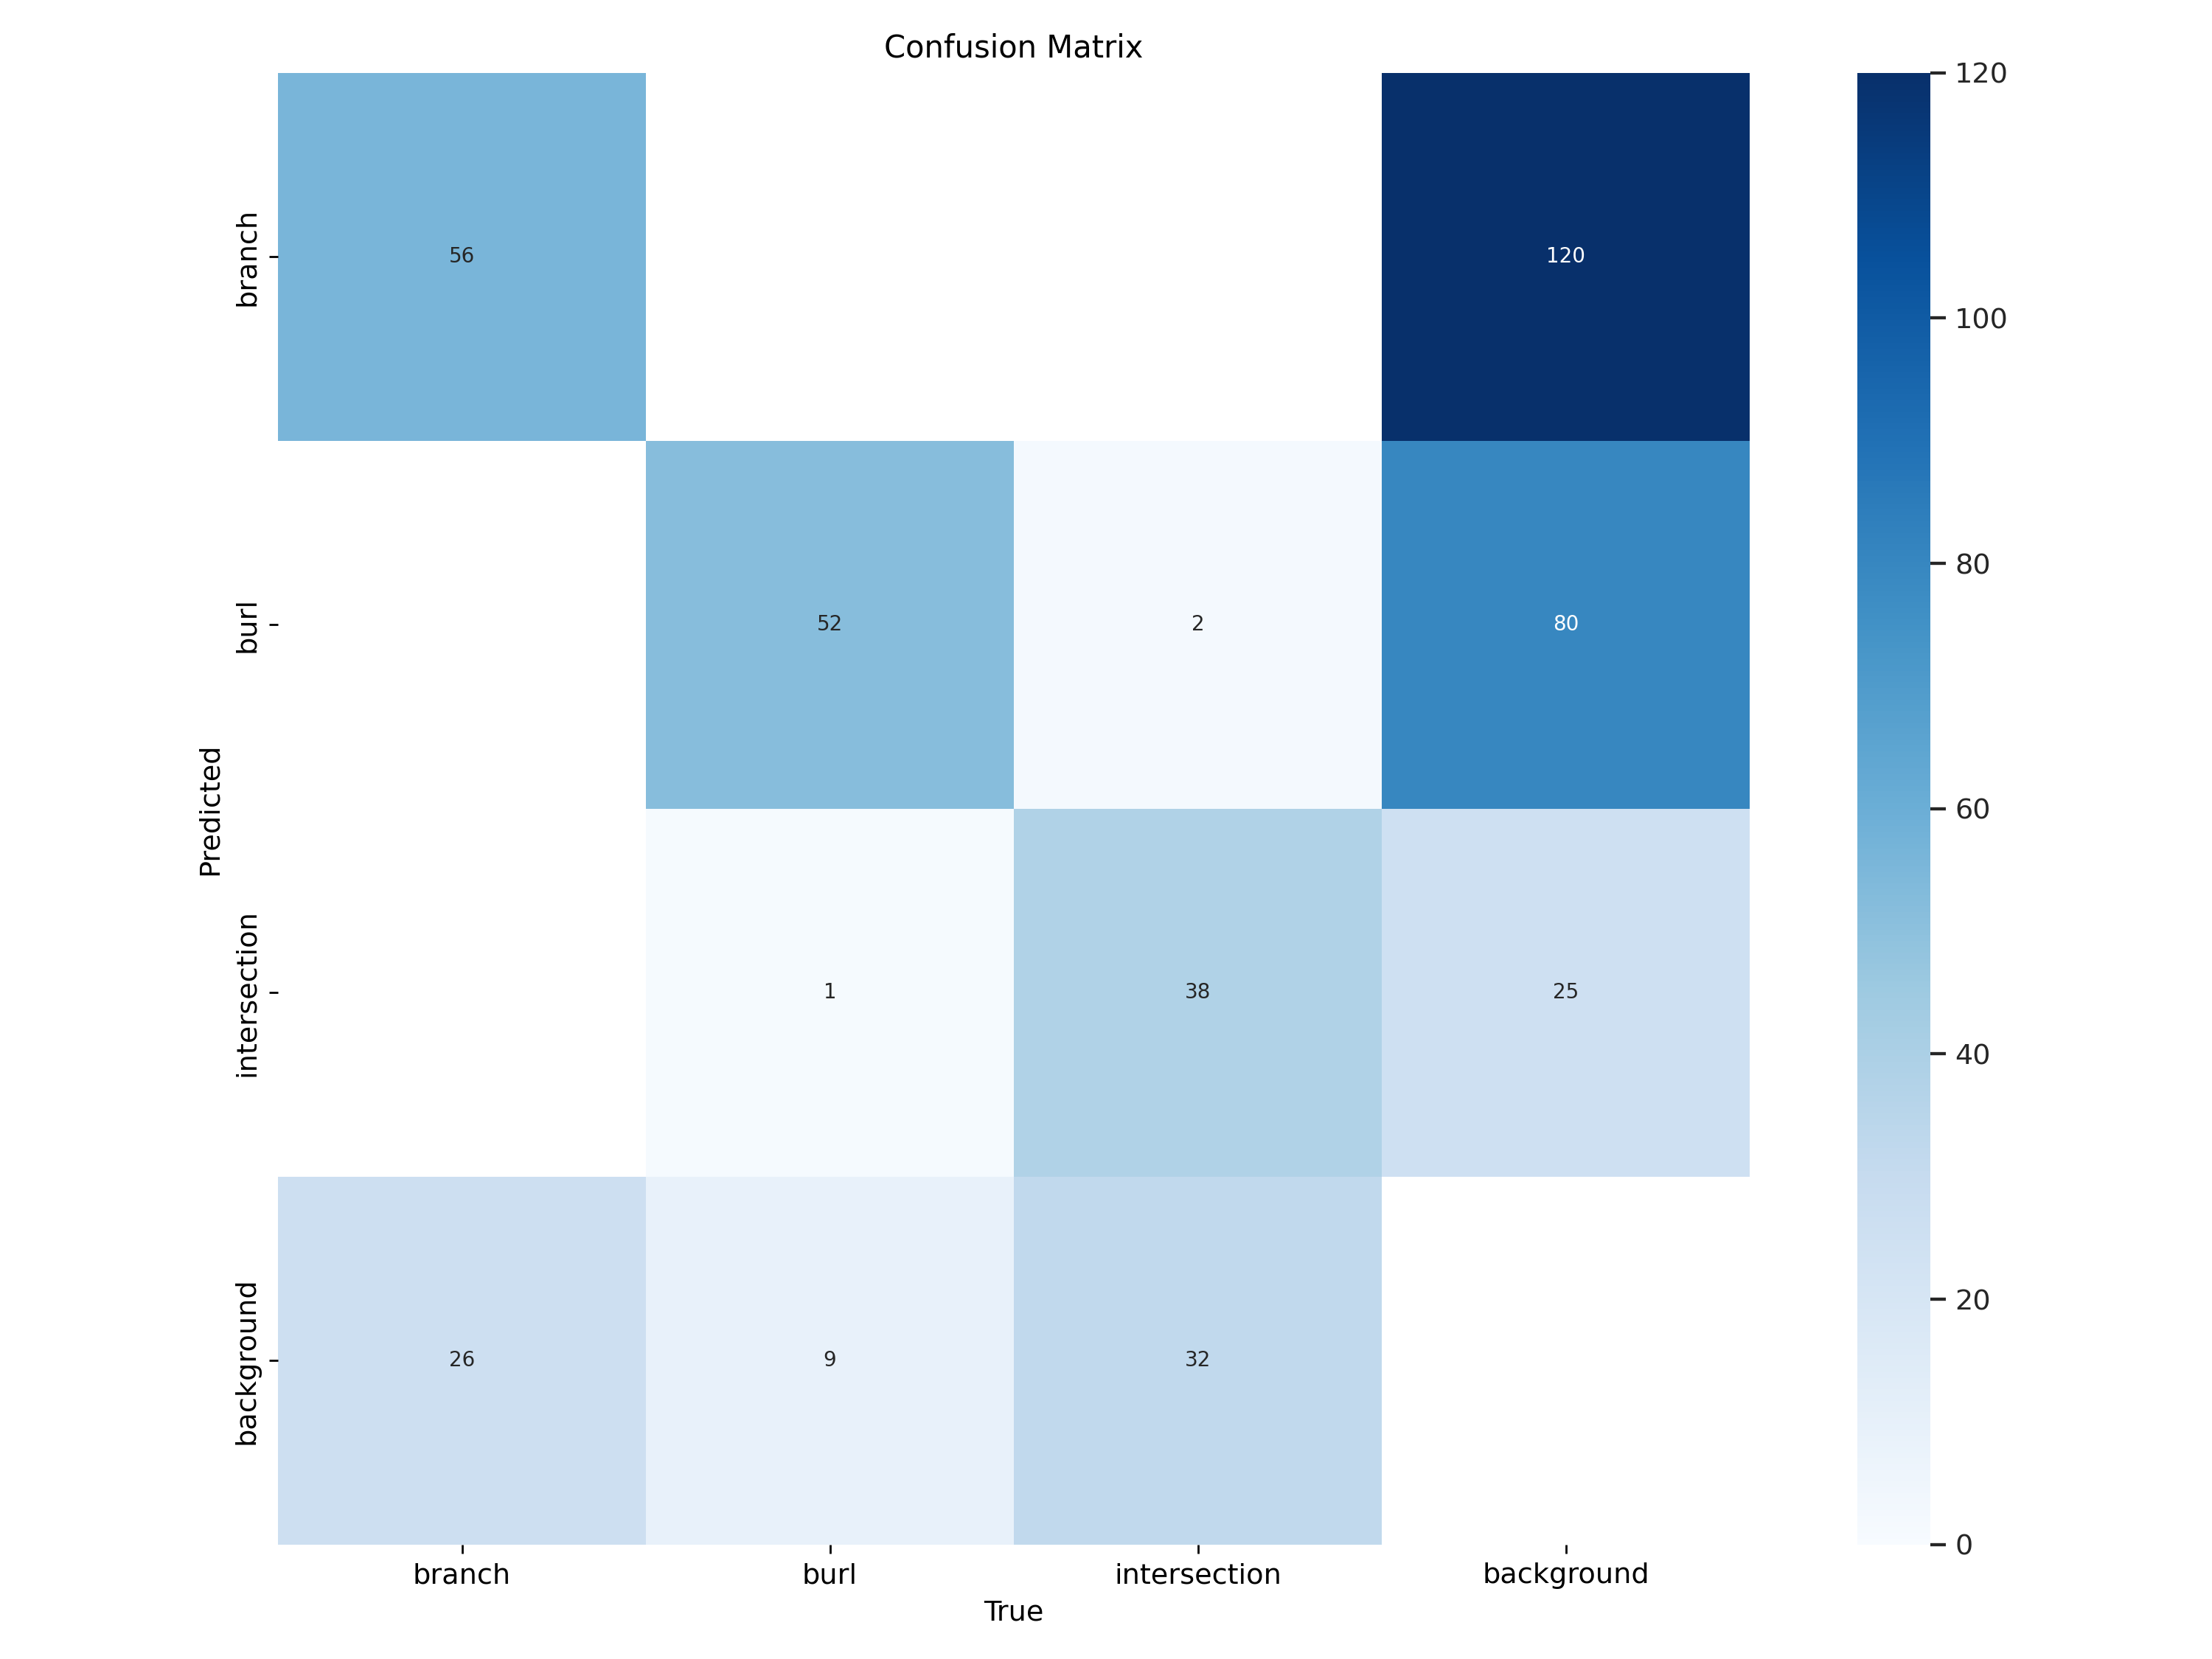 Confusion Matrix
branch
56
120
burl
52
2
80
intersection
1
38
25
background
26
9
32
branch
burl
intersection
background
Predicted
True
120
100
80
60
40
20
0